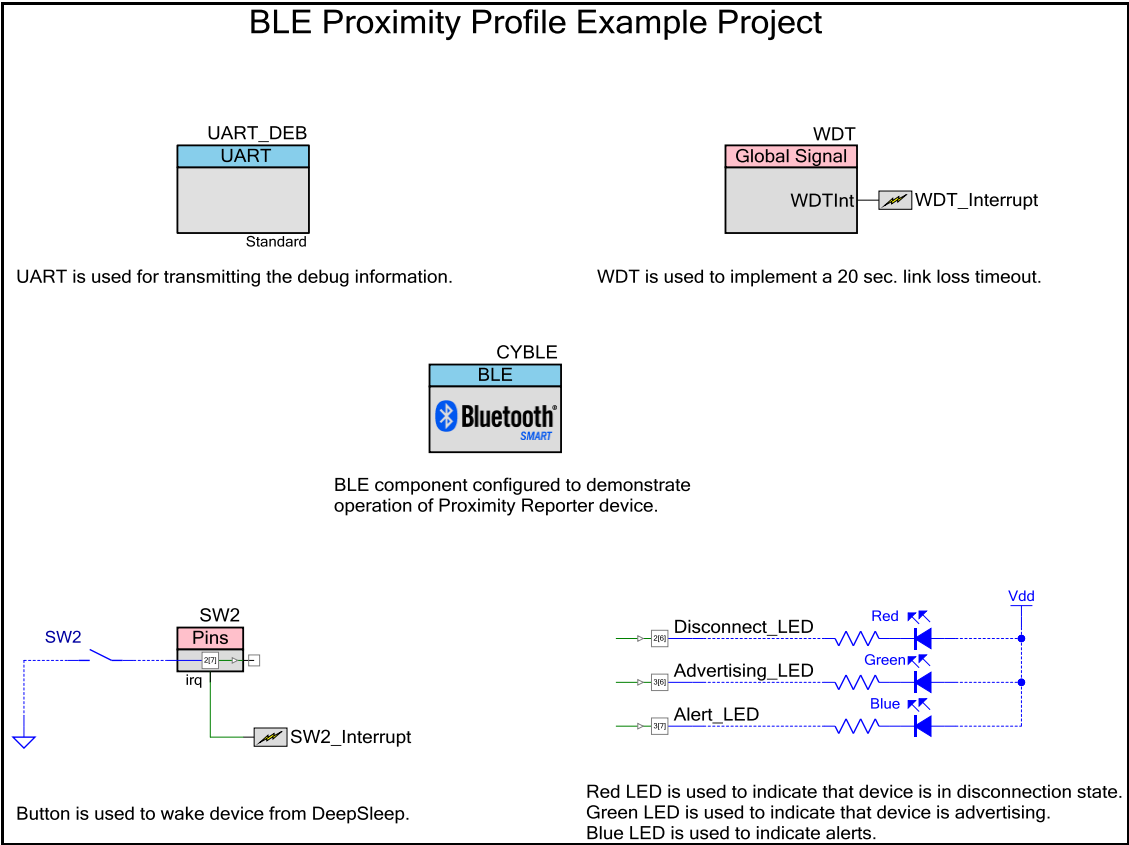 BLE Proximity Profile Example Project
UART_DEB
UART
Standard
UART is used for transmitting the debug information.
WDT
Global Signal
WDTInt
WDT_Interrupt
WDT is used to implement a 20 sec. link loss timeout.
CYBLE
BLE
Bluetooth®
SMART
BLE component configured to demonstrate
operation of Proximity Reporter device.
SW2
SW2
Pins
2[7]
irq
SW2_Interrupt
Button is used to wake device from DeepSleep.
Vdd
Disconnect_LED
Red
2[6]
Advertising_LED
Green
3[6]
Alert_LED
Blue
3[7]
Red LED is used to indicate that device is in disconnection state.
Green LED is used to indicate that device is advertising.
Blue LED is used to indicate alerts.